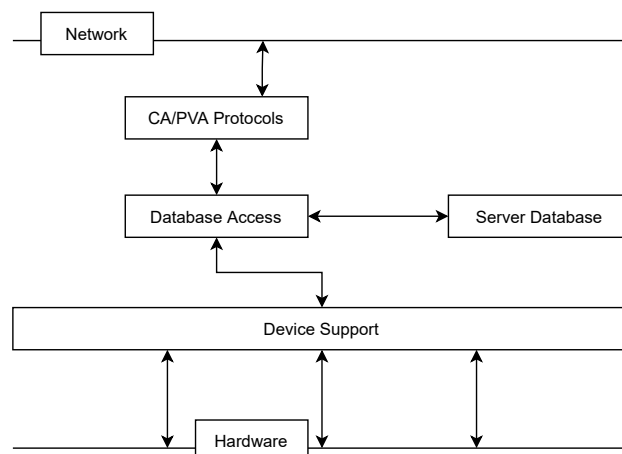 Network
CA/PVA Protocols
Database Access
Server Database
Device Support
Hardware